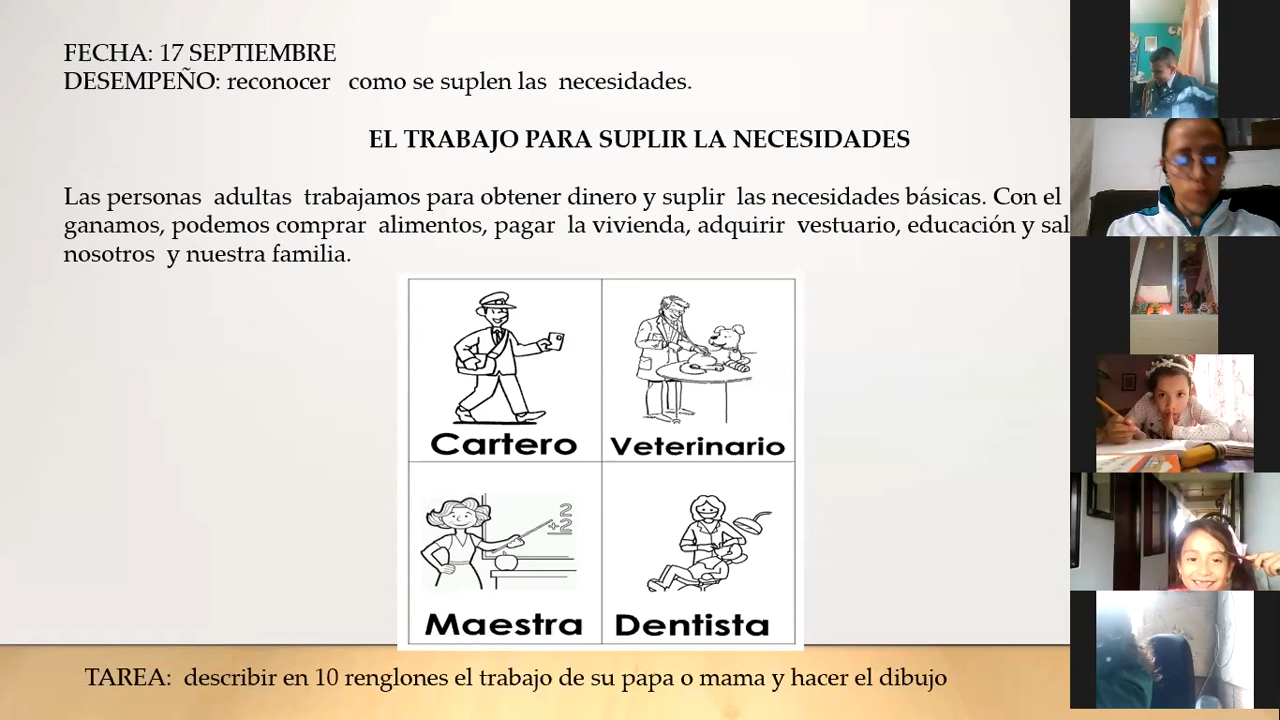 FECHA: 17 SEPTIEMBRE
DESEMPEÑO: reconocer como se suplen las necesidades.
EL TRABAJO PARA SUPLIR LA NECESIDADES
Las personas adultas trabajamos para obtener dinero y suplir las necesidades básicas. Con el
ganamos, podemos comprar alimentos, pagar la vivienda, adquirir vestuario, educación y sal
nosotros y nuestra familia.
Cartero
Veterinario
2
+2
Maestra
Dentista
TAREA: describir en 10 renglones el trabajo de su papa o mama y hacer el dibujo